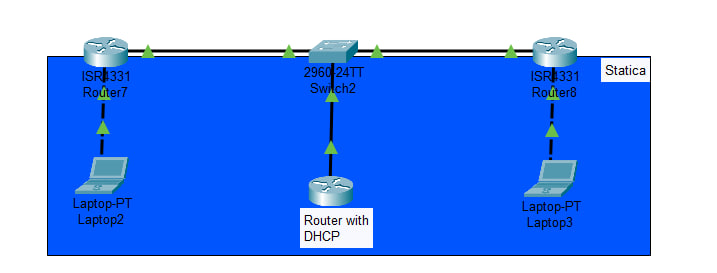 ISR4331
Router7
2960-24TT
Switch2
ISR4331
Router8
Statica
Laptop-PT
Laptop2
Router with
DHCP
Laptop-PT
Laptop3